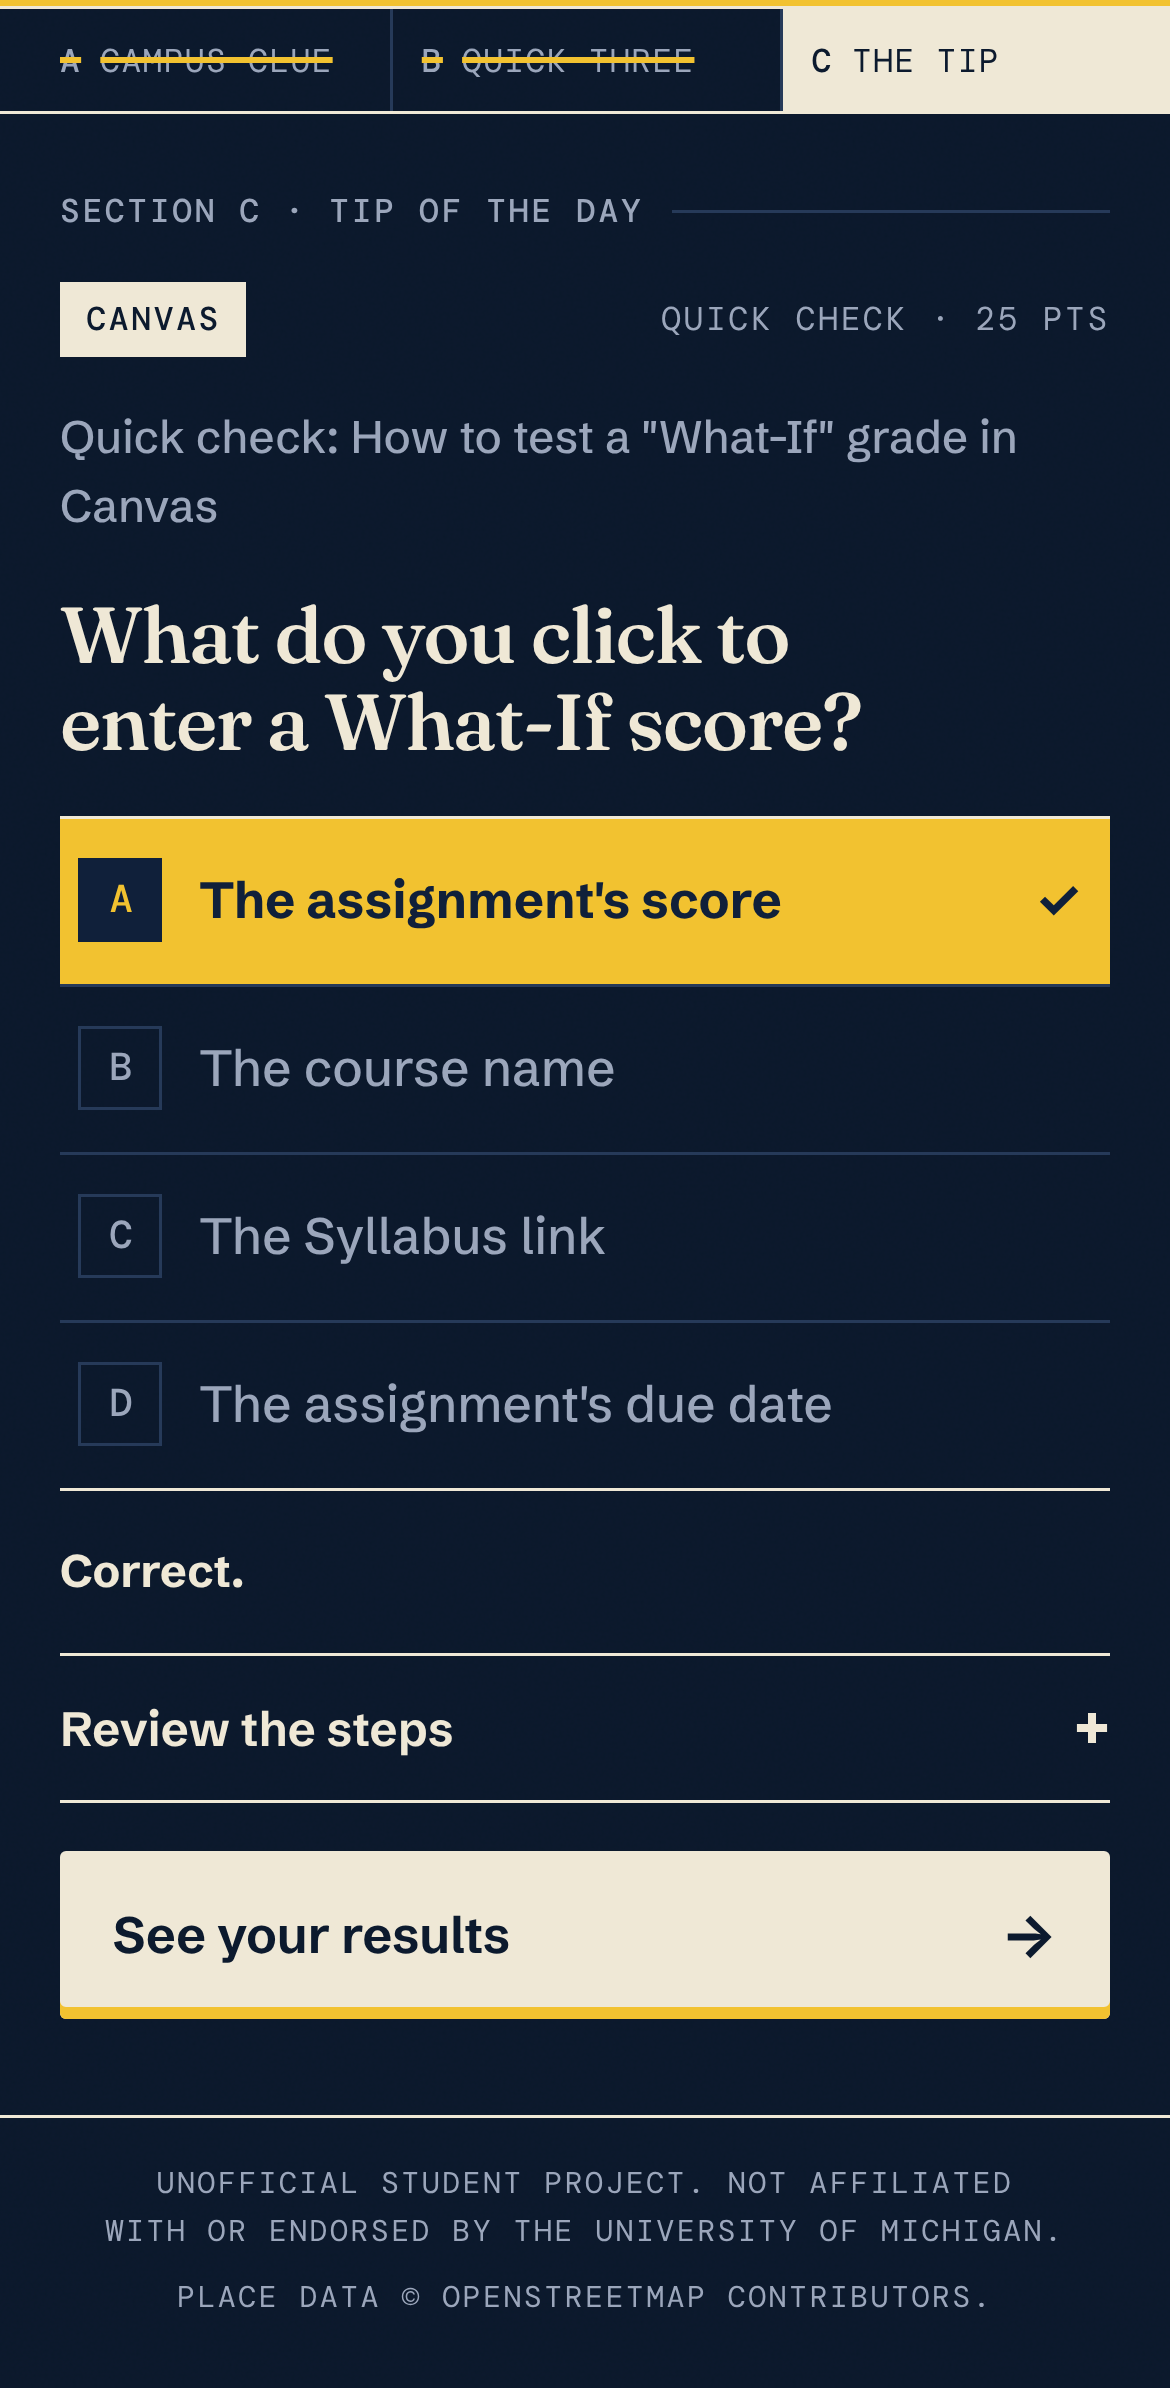 A CAMPUS CLUE
B QUICK THREE
C THE TIP
SECTION C · TIP OF THE DAY
CANVAS
QUICK CHECK · 25 PTS
Quick check: How to test a "What-If" grade in
Canvas
What do you click to
enter a What-If score?
A The assignment's score ✓
B The course name
C The Syllabus link
D The assignment's due date
Correct.
Review the steps +
See your results →
UNOFFICIAL STUDENT PROJECT. NOT AFFILIATED
WITH OR ENDORSED BY THE UNIVERSITY OF MICHIGAN.
PLACE DATA © OPENSTREETMAP CONTRIBUTORS.